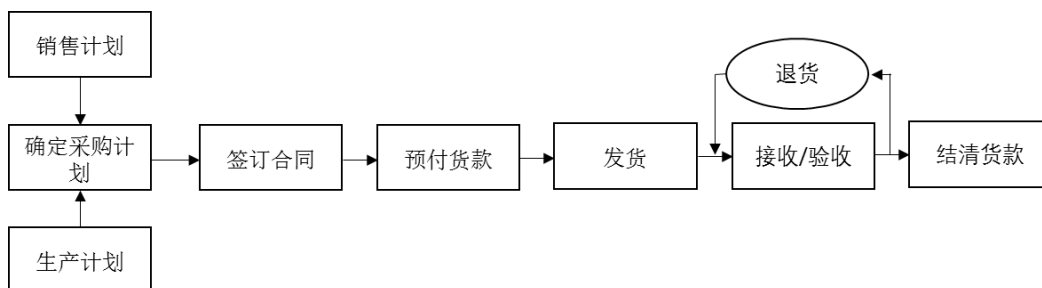 销售计划
退货
确定采购计
划
签订合同
预付货款
发货
接收/验收
结清货款
生产计划